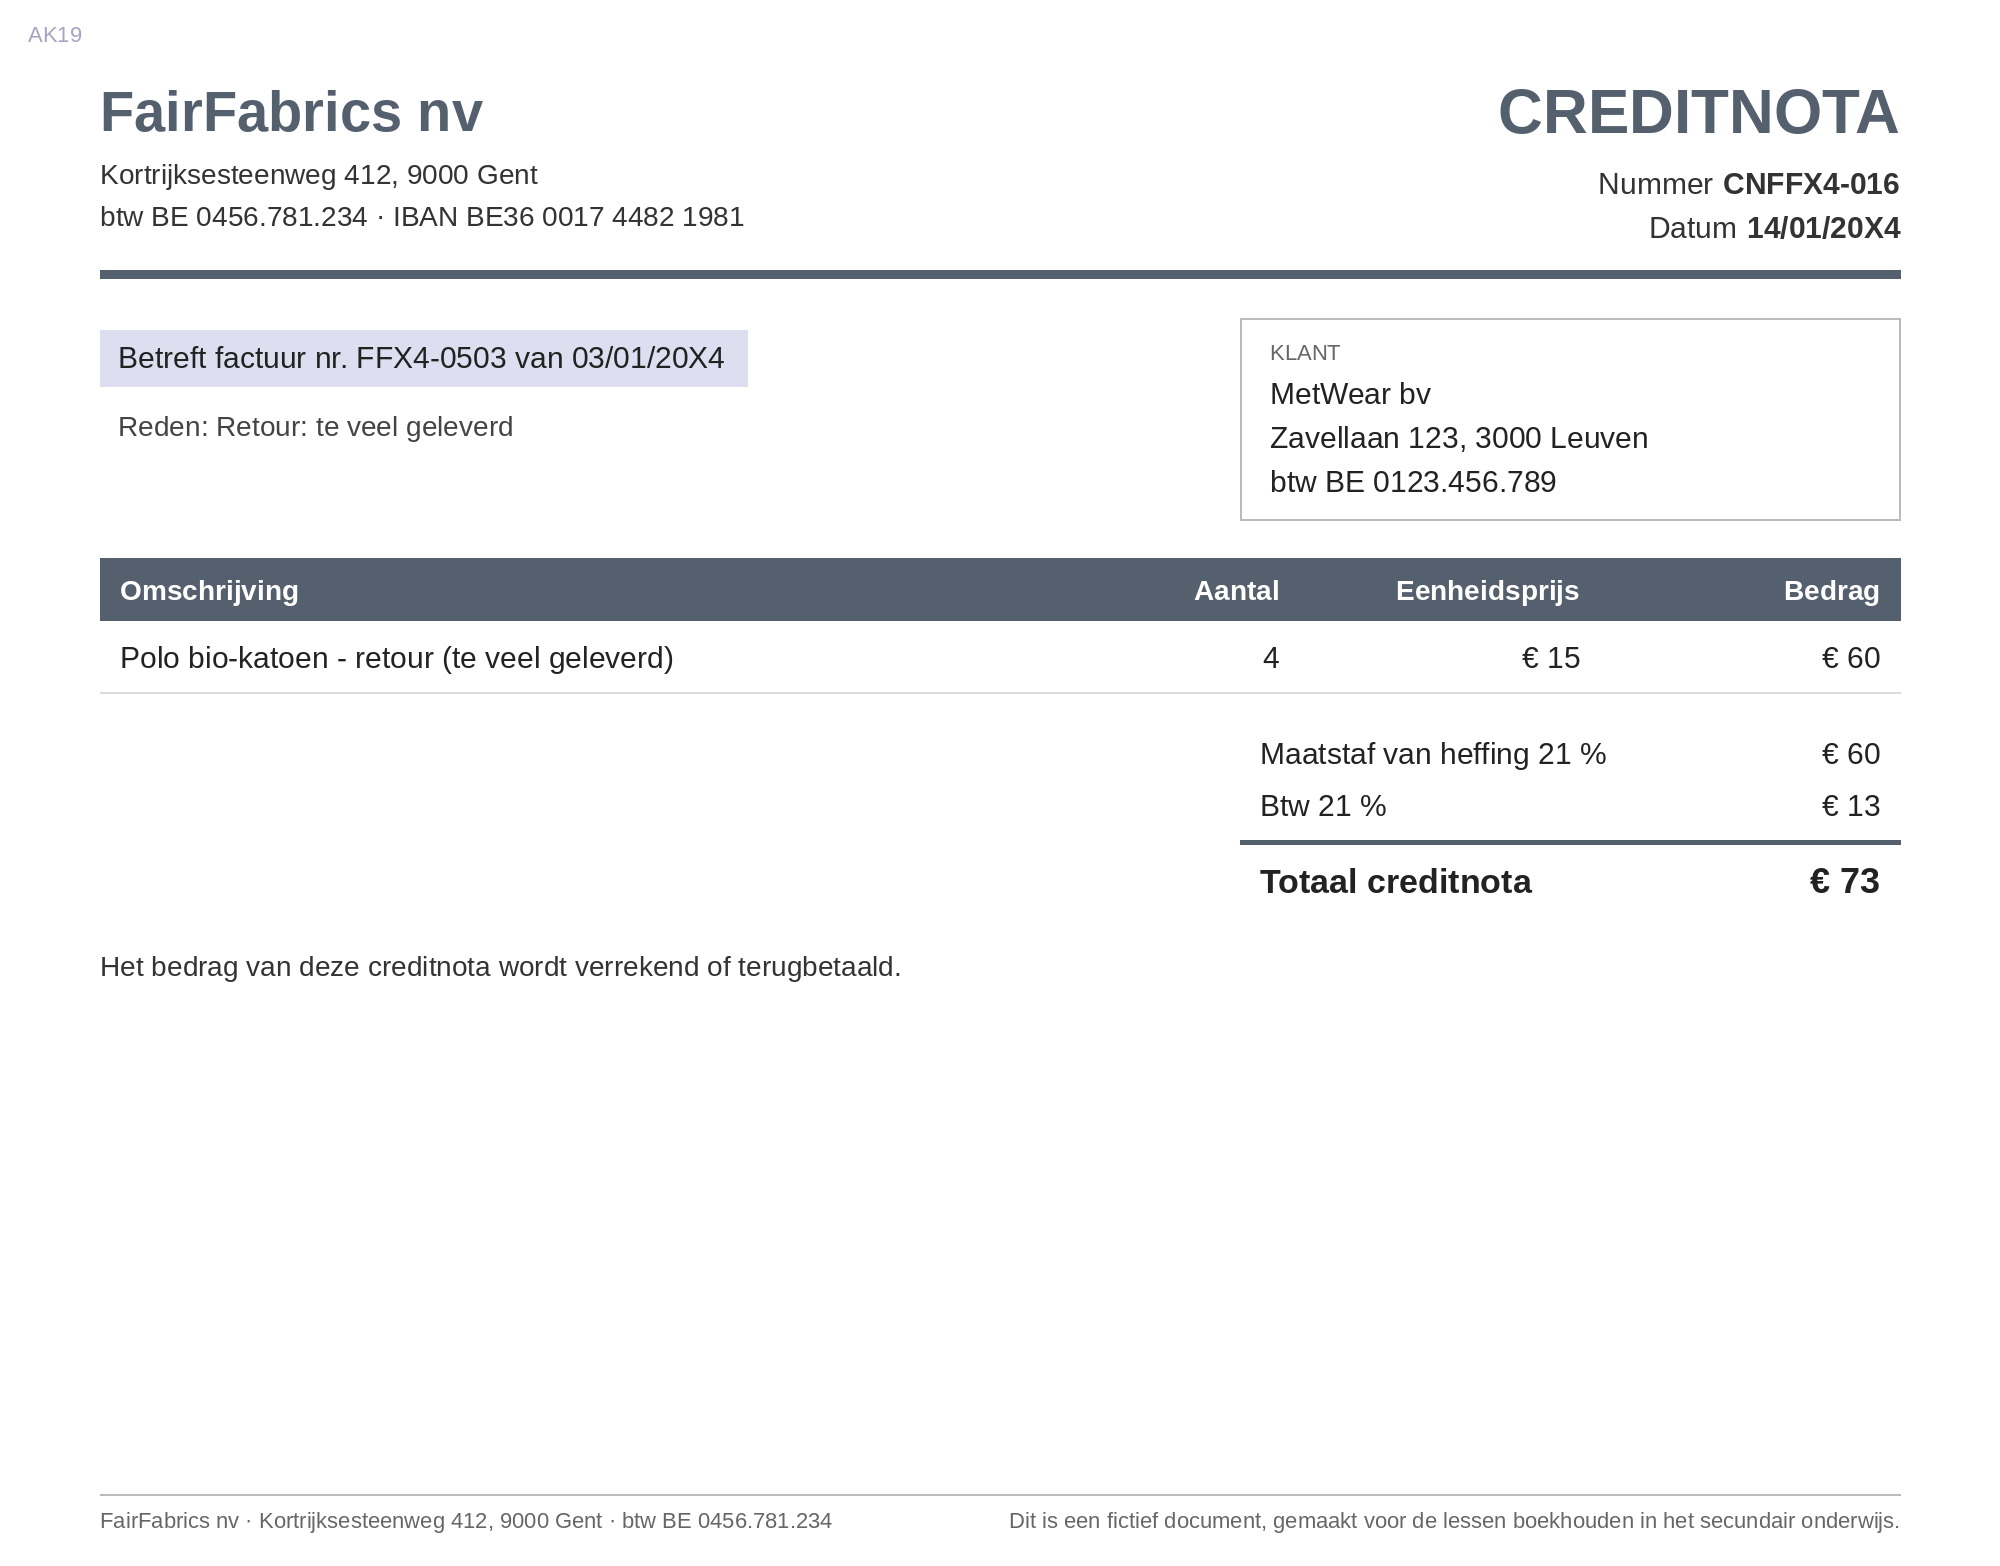 AK19
FairFabrics nv
CREDITNOTA
Kortrijksesteenweg 412, 9000 Gent
btw BE 0456.781.234 · IBAN BE36 0017 4482 1981
Nummer CNFFX4-016
Datum 14/01/20X4
Betreft factuur nr. FFX4-0503 van 03/01/20X4
Reden: Retour: te veel geleverd
KLANT
MetWear bv
Zavellaan 123, 3000 Leuven
btw BE 0123.456.789
Omschrijving Aantal Eenheidsprijs Bedrag
Polo bio-katoen - retour (te veel geleverd) 4 € 15 € 60
Maatstaf van heffing 21 % € 60
Btw 21 % € 13
Totaal creditnota € 73
Het bedrag van deze creditnota wordt verrekend of terugbetaald.
FairFabrics nv · Kortrijksesteenweg 412, 9000 Gent · btw BE 0456.781.234
Dit is een fictief document, gemaakt voor de lessen boekhouden in het secundair onderwijs.